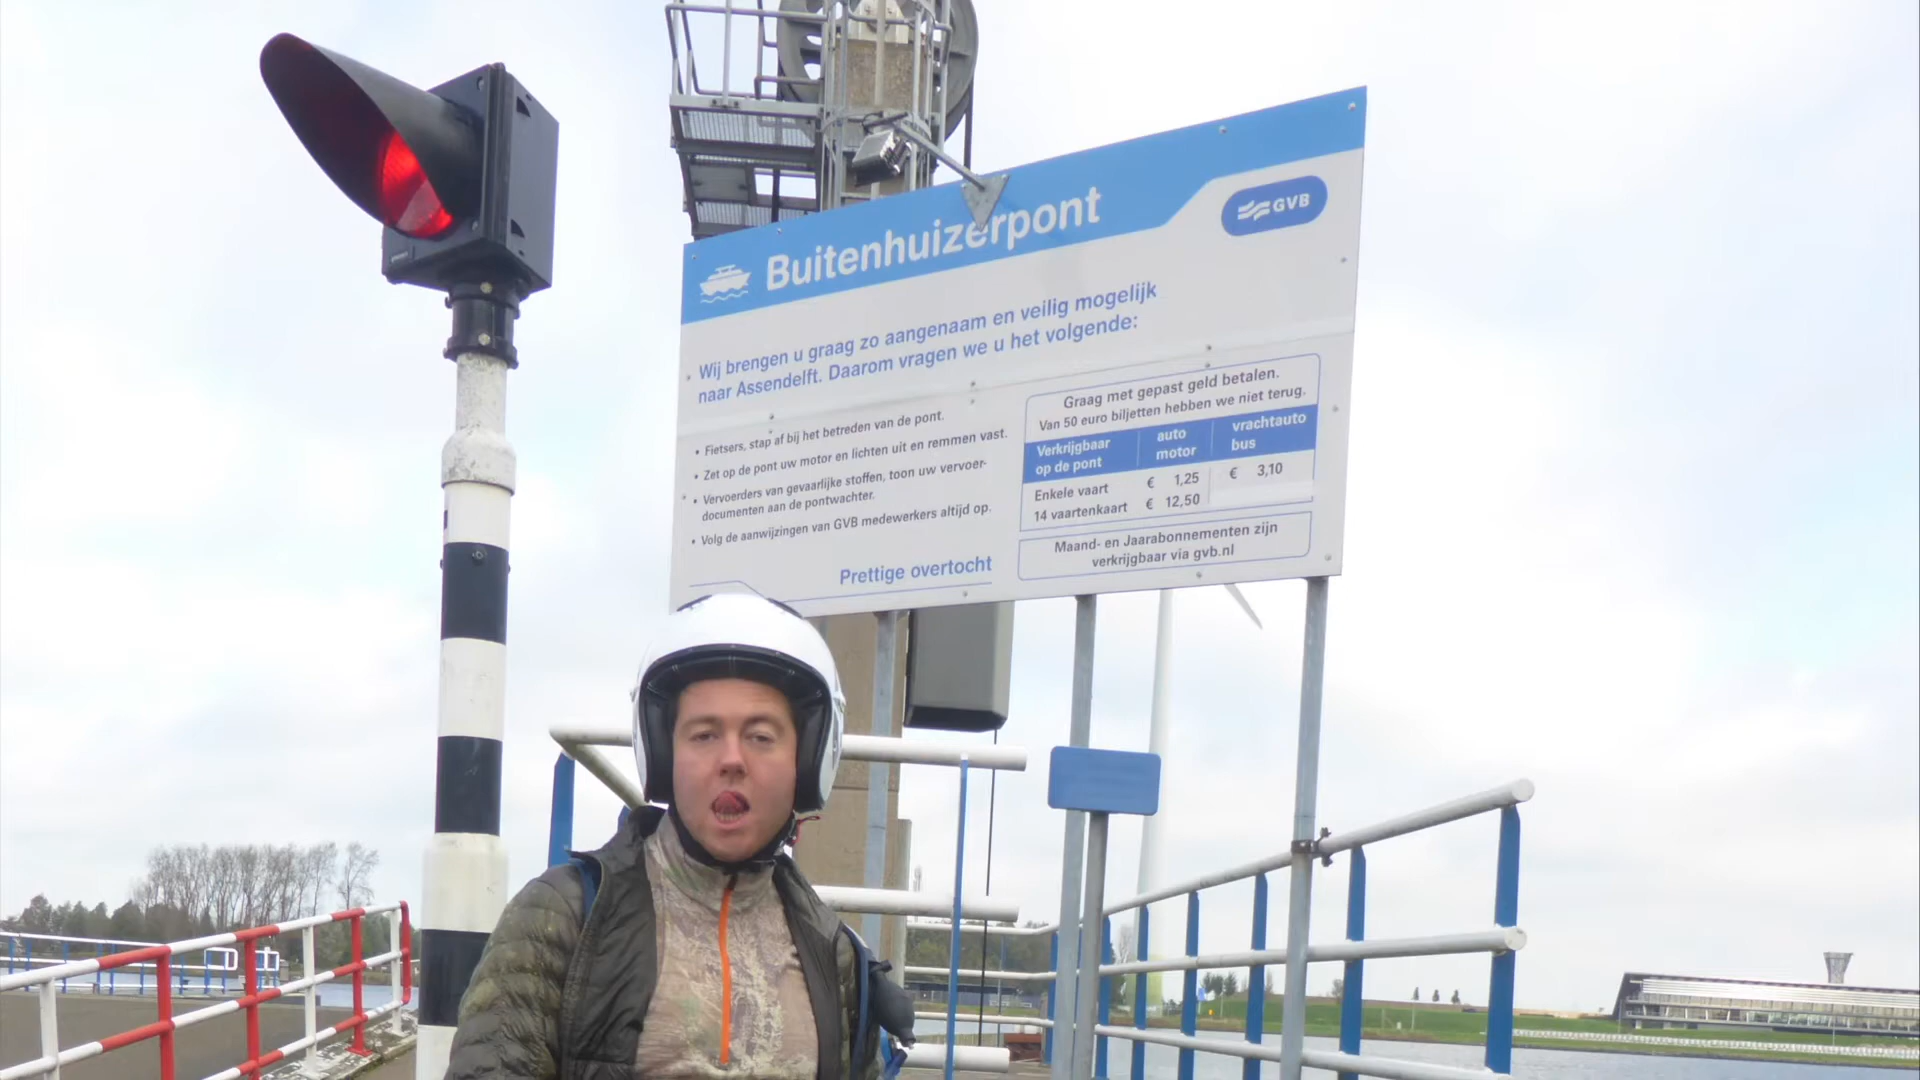 Buitenhuizerpont
GVB
Wij brengen u graag zo aangenaam en veilig mogelijk
naar Assendelft. Daarom vragen we u het volgende:
• Fietsers, stap af bij het betreden van de pont.
• Zet op de pont uw motor en lichten uit en remmen vast.
• Vervoerders van gevaarlijke stoffen, toon uw vervoer-
documenten aan de pontwachter.
• Volg de aanwijzingen van GVB medewerkers altijd op.
Prettige overtocht
Graag met gepast geld betalen.
Van 50 euro biljetten hebben we niet terug.
Verkrijgbaar auto vrachtauto
op de pont motor bus
Enkele vaart € 1,25 € 3,10
14 vaartenkaart € 12,50
Maand- en Jaarabonnementen zijn
verkrijgbaar via gvb.nl